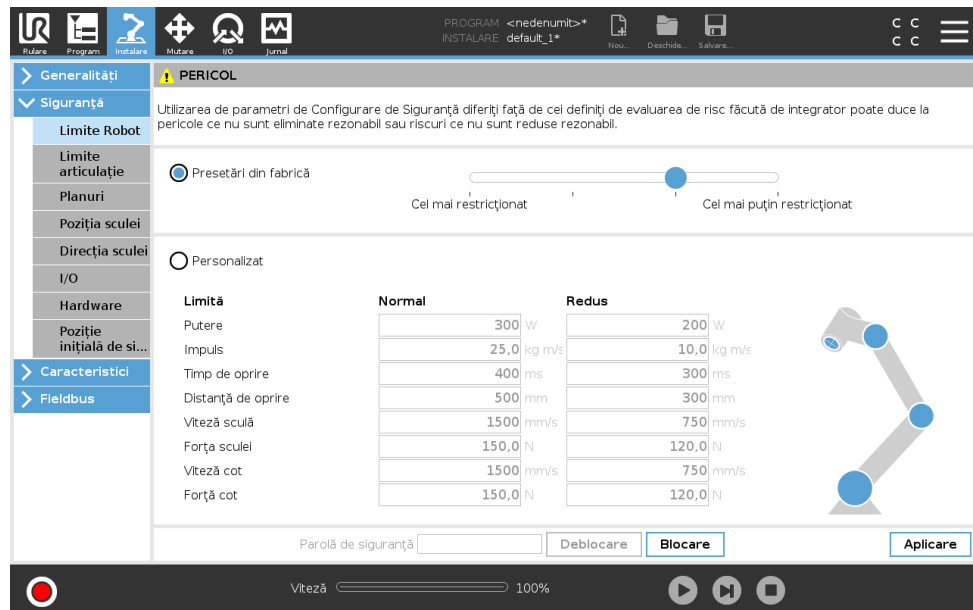 PROGRAM <nedenumit>*
INSTALARE default_1*
Rulare Program Instalare Mutare I/O Jurnal Nou... Deschide... Salvare...
C C
C C
Generalități
Siguranță
Limite Robot
Limite
articulație
Planuri
Poziția sculei
Direcția sculei
I/O
Hardware
Poziție
inițială de si...
Caracteristici
Fieldbus
PERICOL
Utilizarea de parametri de Configurare de Siguranță diferiți față de cei definiți de evaluarea de risc făcută de integrator poate duce la
pericole ce nu sunt eliminate rezonabil sau riscuri ce nu sunt reduse rezonabil.
Presetări din fabrică
Cel mai restricționat Cel mai puțin restricționat
Personalizat
Limită Normal Redus
Putere 300 W 200 W
Impuls 25,0 kg m/s 10,0 kg m/s
Timp de oprire 400 ms 300 ms
Distanță de oprire 500 mm 300 mm
Viteză sculă 1500 mm/s 750 mm/s
Forța sculei 150,0 N 120,0 N
Viteză cot 1500 mm/s 750 mm/s
Forță cot 150,0 N 120,0 N
Parolă de siguranță Deblocare Blocare Aplicare
Viteză 100%